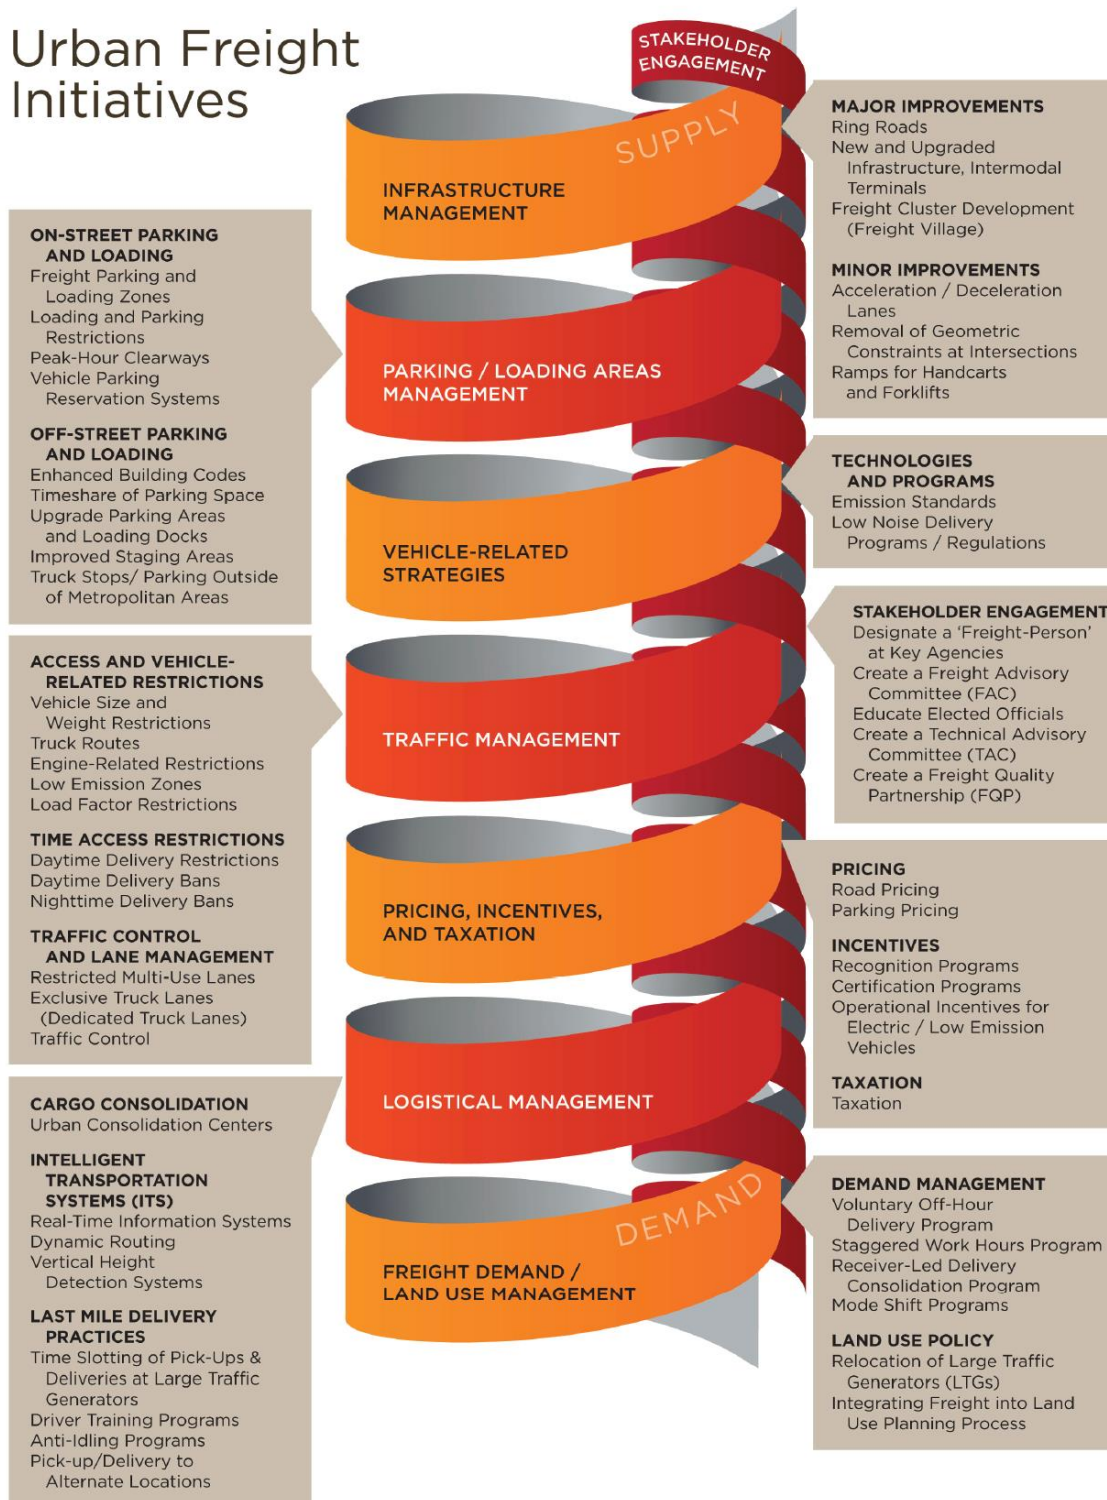 Urban Freight
Initiatives
STAKEHOLDER
ENGAGEMENT
SUPPLY
INFRASTRUCTURE
MANAGEMENT
MAJOR IMPROVEMENTS
Ring Roads
New and Upgraded
Infrastructure, Intermodal
Terminals
Freight Cluster Development
(Freight Village)
MINOR IMPROVEMENTS
Acceleration / Deceleration
Lanes
Removal of Geometric
Constraints at Intersections
Ramps for Handcarts
and Forklifts
ON-STREET PARKING
AND LOADING
Freight Parking and
Loading Zones
Loading and Parking
Restrictions
Peak-Hour Clearways
Vehicle Parking
Reservation Systems
OFF-STREET PARKING
AND LOADING
Enhanced Building Codes
Timeshare of Parking Space
Upgrade Parking Areas
and Loading Docks
Improved Staging Areas
Truck Stops/ Parking Outside
of Metropolitan Areas
PARKING / LOADING AREAS
MANAGEMENT
VEHICLE-RELATED
STRATEGIES
TECHNOLOGIES
AND PROGRAMS
Emission Standards
Low Noise Delivery
Programs / Regulations
STAKEHOLDER ENGAGEMENT
Designate a ‘Freight-Person’
at Key Agencies
Create a Freight Advisory
Committee (FAC)
Educate Elected Officials
Create a Technical Advisory
Committee (TAC)
Create a Freight Quality
Partnership (FQP)
ACCESS AND VEHICLE-
RELATED RESTRICTIONS
Vehicle Size and
Weight Restrictions
Truck Routes
Engine-Related Restrictions
Low Emission Zones
Load Factor Restrictions
TIME ACCESS RESTRICTIONS
Daytime Delivery Restrictions
Daytime Delivery Bans
Nighttime Delivery Bans
TRAFFIC CONTROL
AND LANE MANAGEMENT
Restricted Multi-Use Lanes
Exclusive Truck Lanes
(Dedicated Truck Lanes)
Traffic Control
TRAFFIC MANAGEMENT
PRICING, INCENTIVES,
AND TAXATION
PRICING
Road Pricing
Parking Pricing
INCENTIVES
Recognition Programs
Certification Programs
Operational Incentives for
Electric / Low Emission
Vehicles
TAXATION
Taxation
CARGO CONSOLIDATION
Urban Consolidation Centers
INTELLIGENT
TRANSPORTATION
SYSTEMS (ITS)
Real-Time Information Systems
Dynamic Routing
Vertical Height
Detection Systems
LAST MILE DELIVERY
PRACTICES
Time Slotting of Pick-Ups &
Deliveries at Large Traffic
Generators
Driver Training Programs
Anti-Idling Programs
Pick-up/Delivery to
Alternate Locations
LOGISTICAL MANAGEMENT
DEMAND
FREIGHT DEMAND /
LAND USE MANAGEMENT
DEMAND MANAGEMENT
Voluntary Off-Hour
Delivery Program
Staggered Work Hours Program
Receiver-Led Delivery
Consolidation Program
Mode Shift Programs
LAND USE POLICY
Relocation of Large Traffic
Generators (LTGs)
Integrating Freight into Land
Use Planning Process